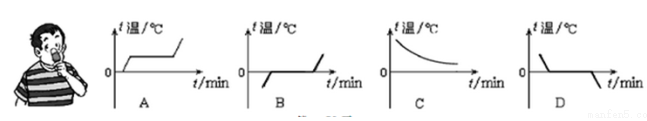 t温/℃ t温/℃ t温/℃ t温/℃
0 0 0 0
t/min t/min t/min t/min
A B C D